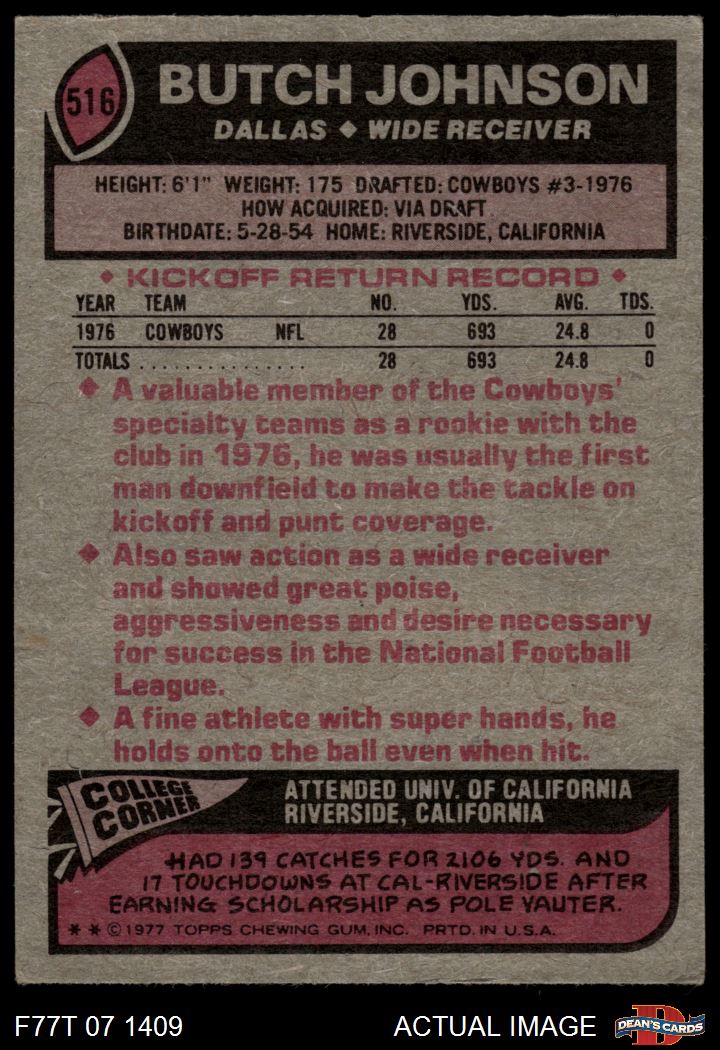 516
BUTCH JOHNSON
DALLAS ◆ WIDE RECEIVER
HEIGHT: 6'1" WEIGHT: 175 DRAFTED: COWBOYS #3-1976
HOW ACQUIRED: VIA DRAFT
BIRTHDATE: 5-28-54 HOME: RIVERSIDE, CALIFORNIA
◆ KICKOFF RETURN RECORD ◆
YEAR TEAM NO. YDS. AVG. TDS.
1976 COWBOYS NFL 28 693 24.8 0
TOTALS . . . . . . . . . . . . . . . 28 693 24.8 0
◆ A valuable member of the Cowboys'
specialty teams as a rookie with the
club in 1976, he was usually the first
man downfield to make the tackle on
kickoff and punt coverage.
◆ Also saw action as a wide receiver
and showed great poise,
aggressiveness and desire necessary
for success in the National Football
League.
◆ A fine athlete with super hands, he
holds onto the ball even when hit.
COLLEGE
CORNER
ATTENDED UNIV. OF CALIFORNIA
RIVERSIDE, CALIFORNIA
HAD 139 CATCHES FOR 2106 YDS. AND
17 TOUCHDOWNS AT CAL-RIVERSIDE AFTER
EARNING SCHOLARSHIP AS POLE VAUTER.
* * © 1977 TOPPS CHEWING GUM, INC. PRTD. IN U.S.A.
F77T 07 1409
ACTUAL IMAGE
D
DEAN'S CARDS